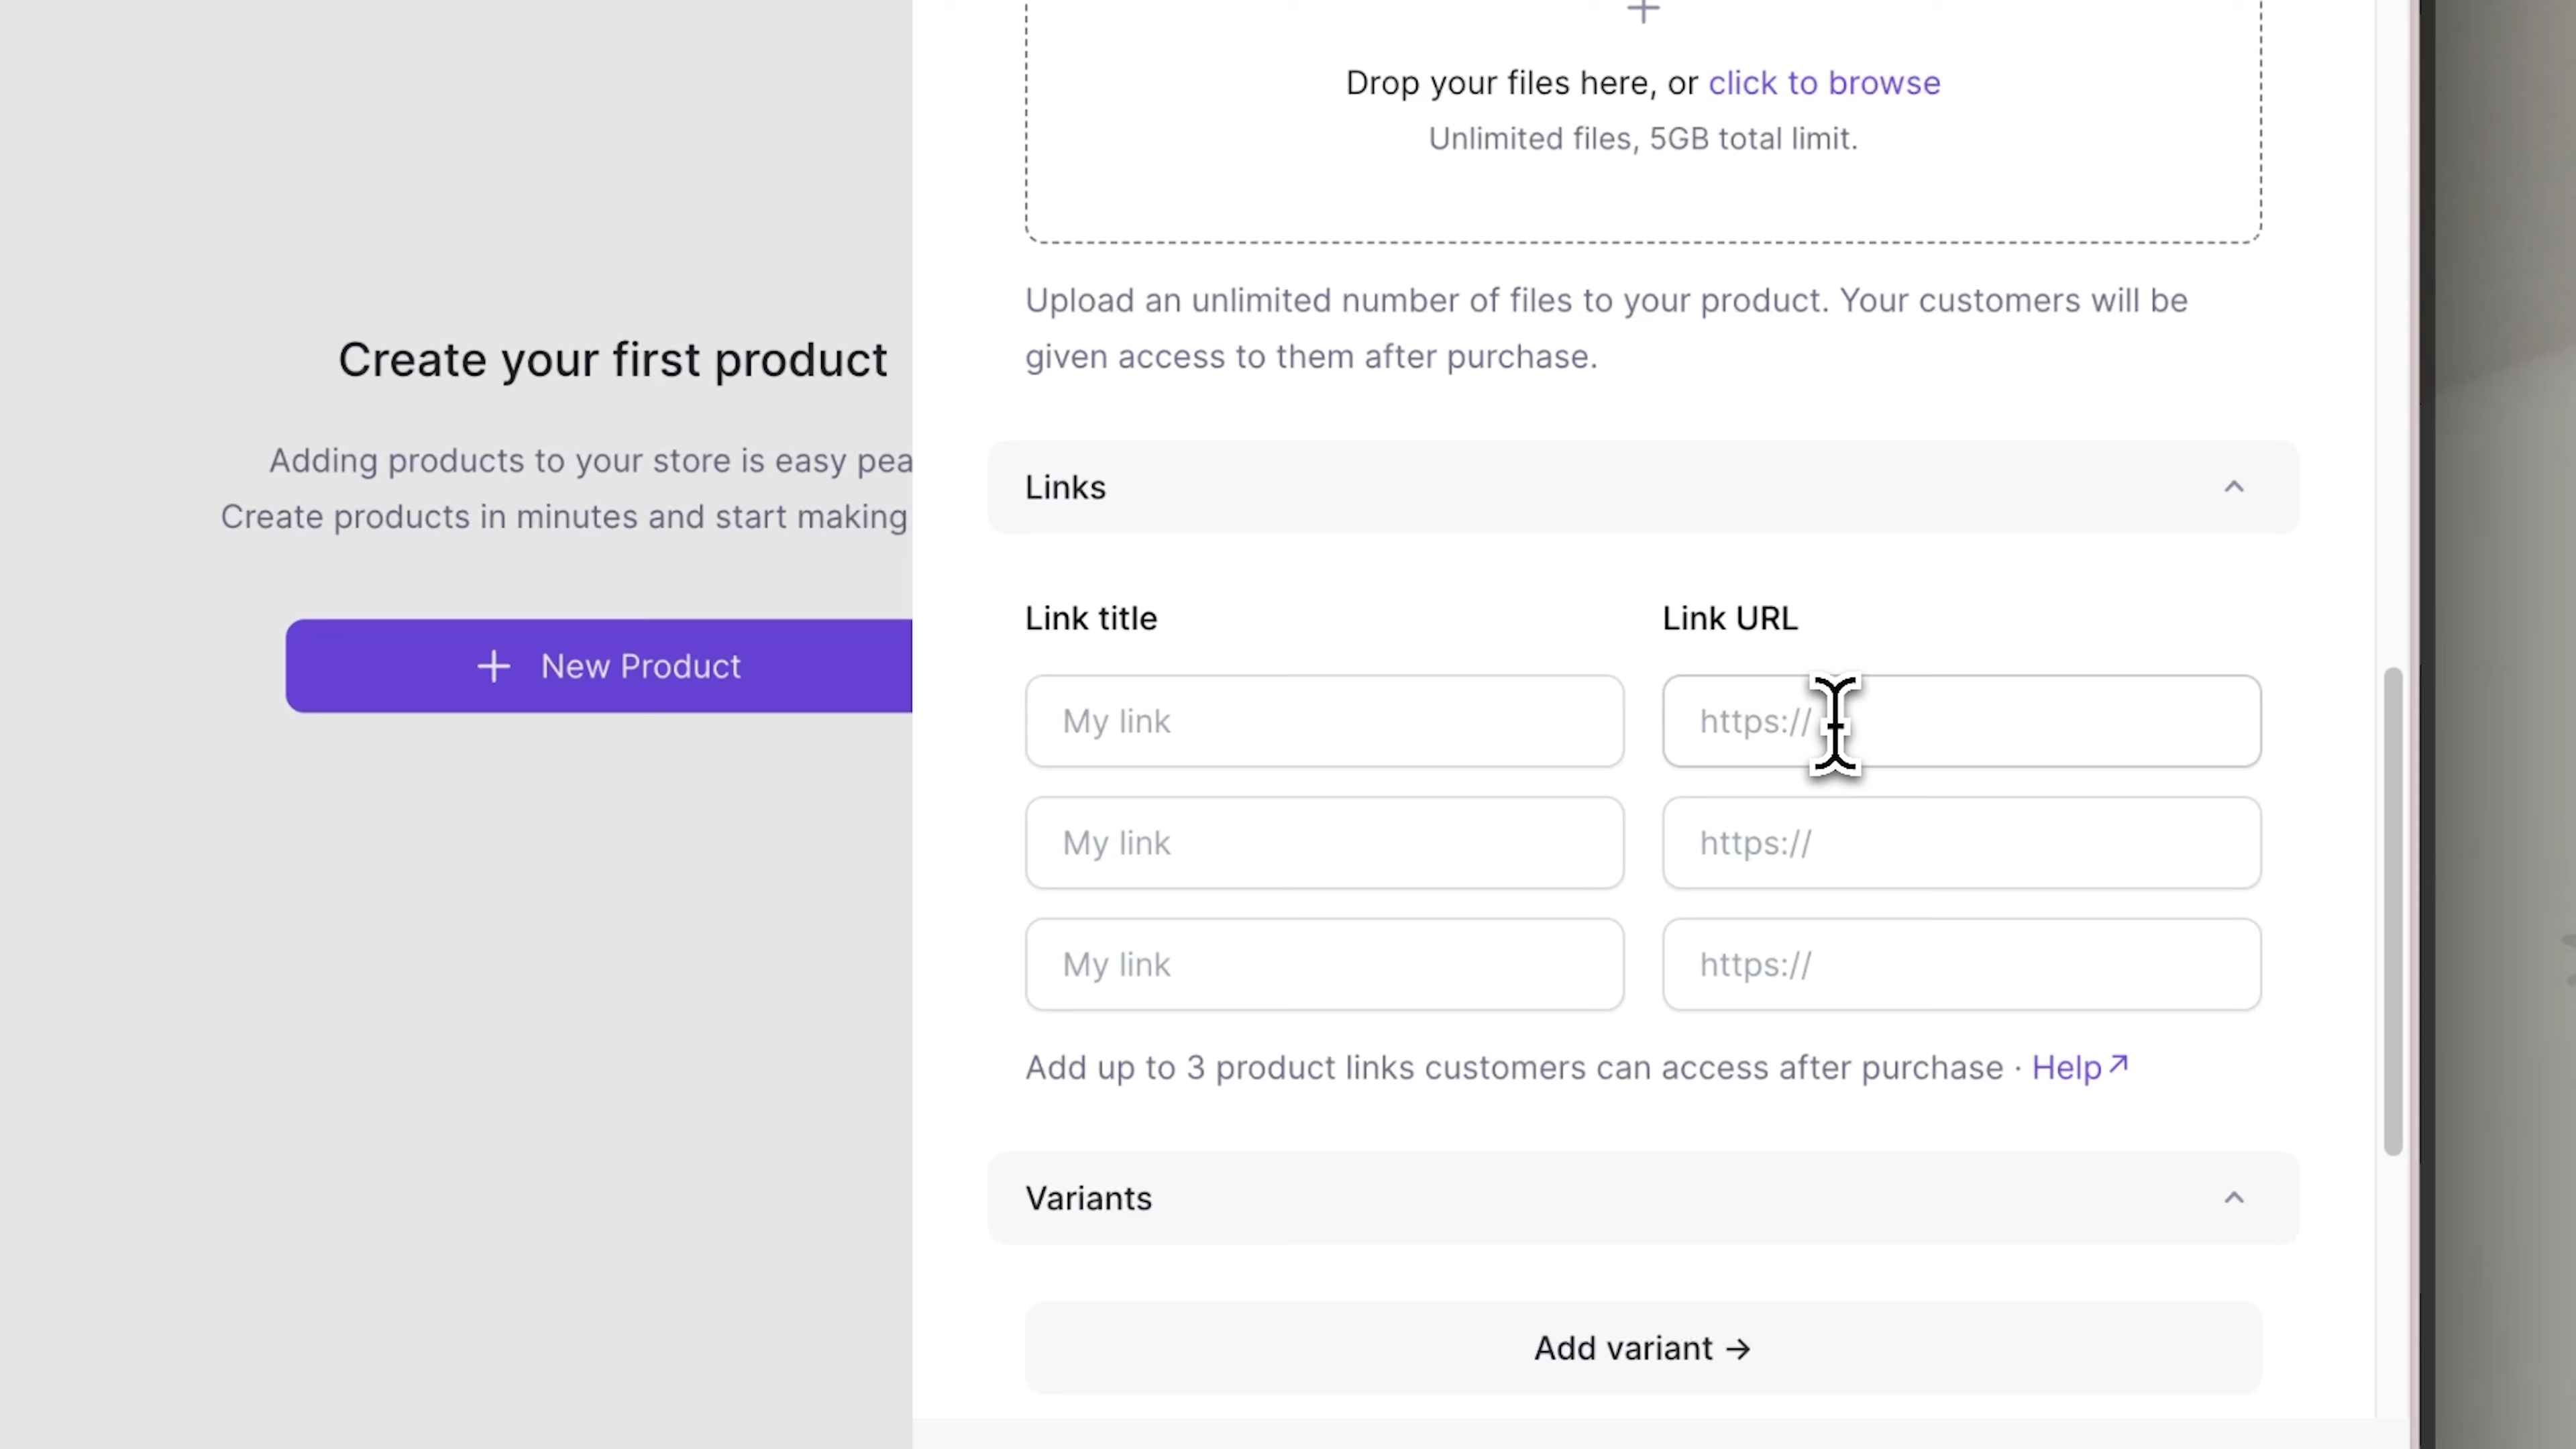 Create your first product
Adding products to your store is easy pea
Create products in minutes and start making
New Product
Drop your files here, or click to browse
Unlimited files, 5GB total limit.
Upload an unlimited number of files to your product. Your customers will be
given access to them after purchase.
Links
Link title Link URL
My link https://
My link https://
My link https://
Add up to 3 product links customers can access after purchase · Help↗
Variants
Add variant →